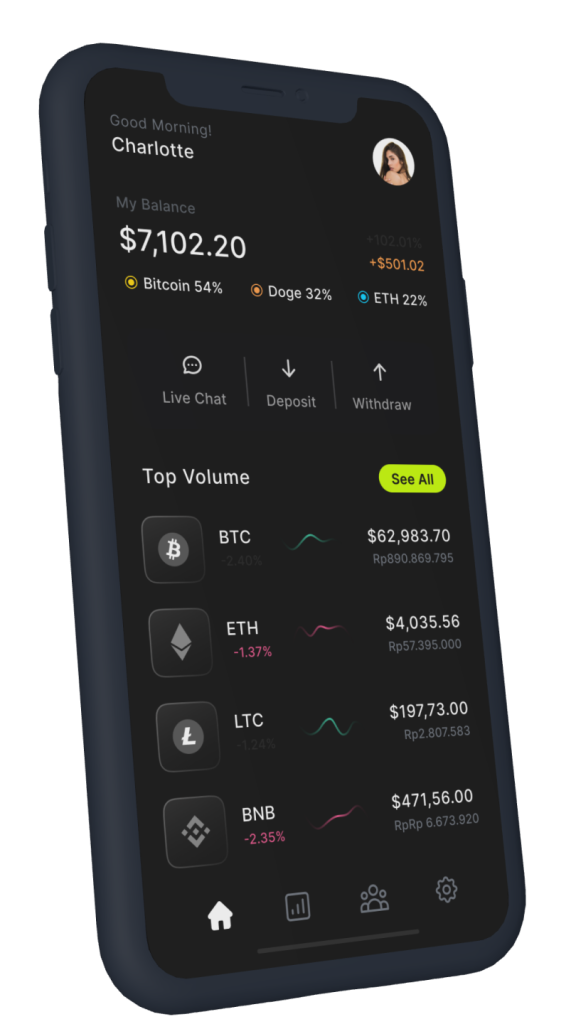 Good Morning!
Charlotte
My Balance
$7,102.20
+102.01%
+$501.02
Bitcoin 54%
Doge 32%
ETH 22%
Live Chat
Deposit
Withdraw
Top Volume
See All
BTC
-2.40%
$62,983.70
Rp890.869.795
ETH
-1.37%
$4,035.56
Rp57.395.000
LTC
-1.24%
$197,73.00
Rp2.807.583
BNB
-2.35%
$471,56.00
RpRp 6.673.920